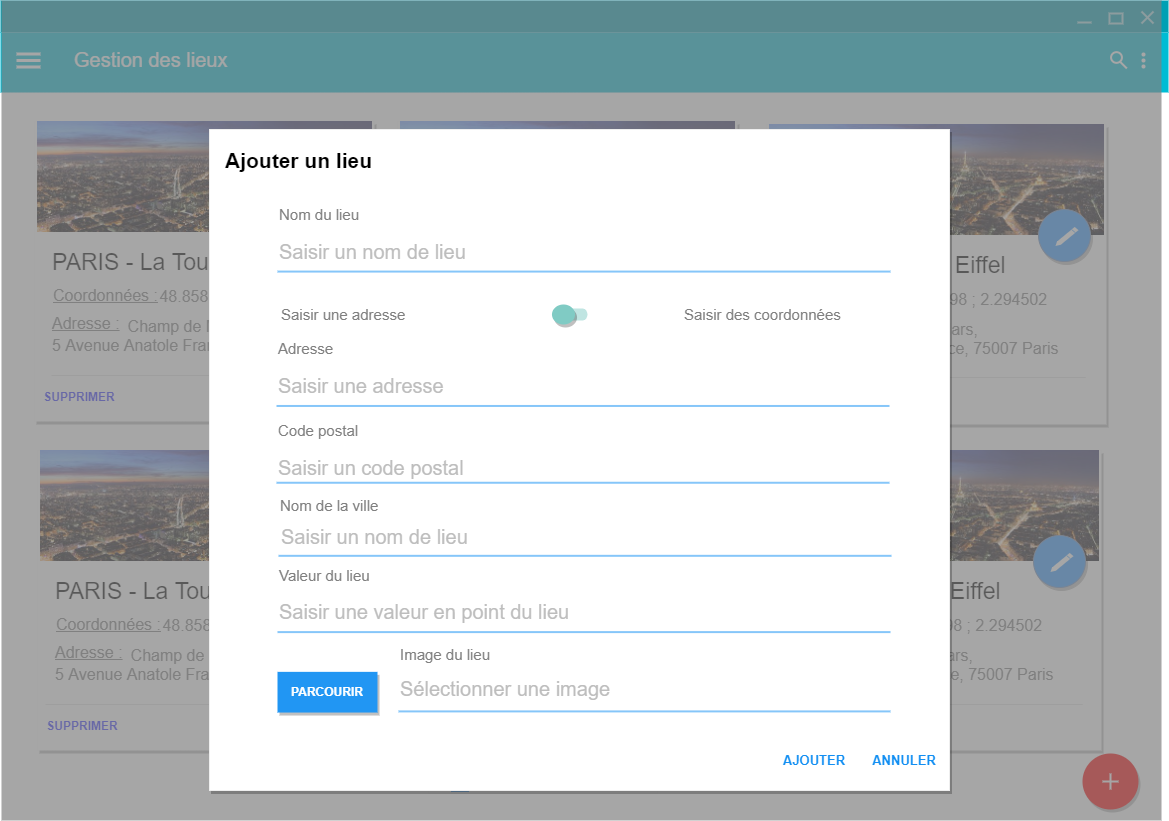 Gestion des lieux
Ajouter un lieu
Nom du lieu
Saisir un nom de lieu
Saisir une adresse
Saisir des coordonnées
Adresse
Saisir une adresse
Code postal
Saisir un code postal
Nom de la ville
Saisir un nom de lieu
Valeur du lieu
Saisir une valeur en point du lieu
Image du lieu
PARCOURIR
Sélectionner une image
AJOUTER ANNULER
PARIS - La Tou
Coordonnées : 48.858
Adresse : Champ de
5 Avenue Anatole Fra
SUPPRIMER
Eiffel
98 ; 2.294502
ars,
ce, 75007 Paris
PARIS - La Tou
Coordonnées : 48.858
Adresse : Champ de
5 Avenue Anatole Fra
SUPPRIMER
Eiffel
98 ; 2.294502
ars,
75007 Paris